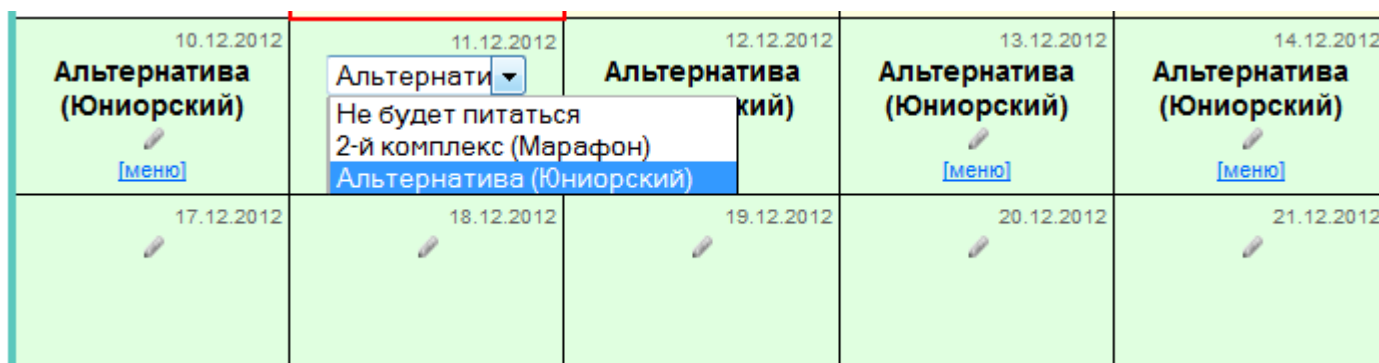 10.12.2012 11.12.2012 12.12.2012 13.12.2012 14.12.2012
Альтернатива Альтернати Альтернатива Альтернатива Альтернатива
(Юниорский) Не будет питаться кий) (Юниорский) (Юниорский)
2-й комплекс (Марафон)
[меню] Альтернатива (Юниорский) [меню] [меню]
17.12.2012 18.12.2012 19.12.2012 20.12.2012 21.12.2012